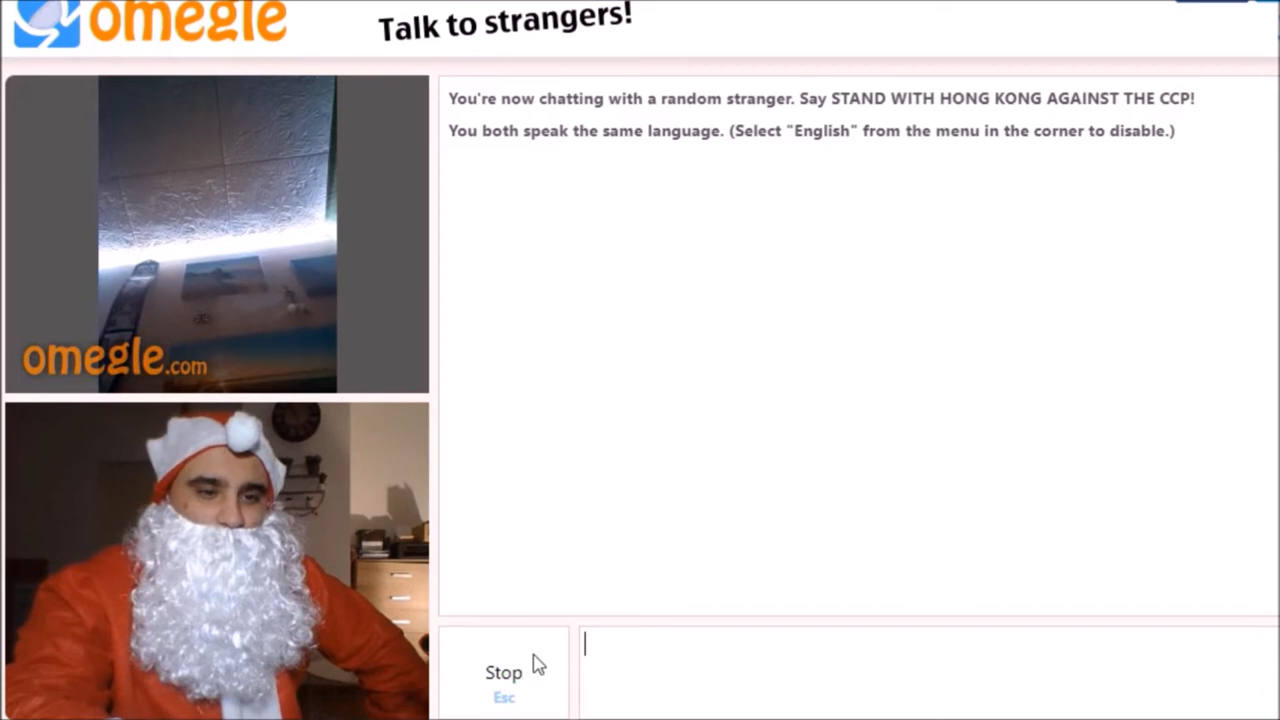 omegle
Talk to strangers!
You're now chatting with a random stranger. Say STAND WITH HONG KONG AGAINST THE CCP!
You both speak the same language. (Select "English" from the menu in the corner to disable.)
omegle.com
Stop
Esc